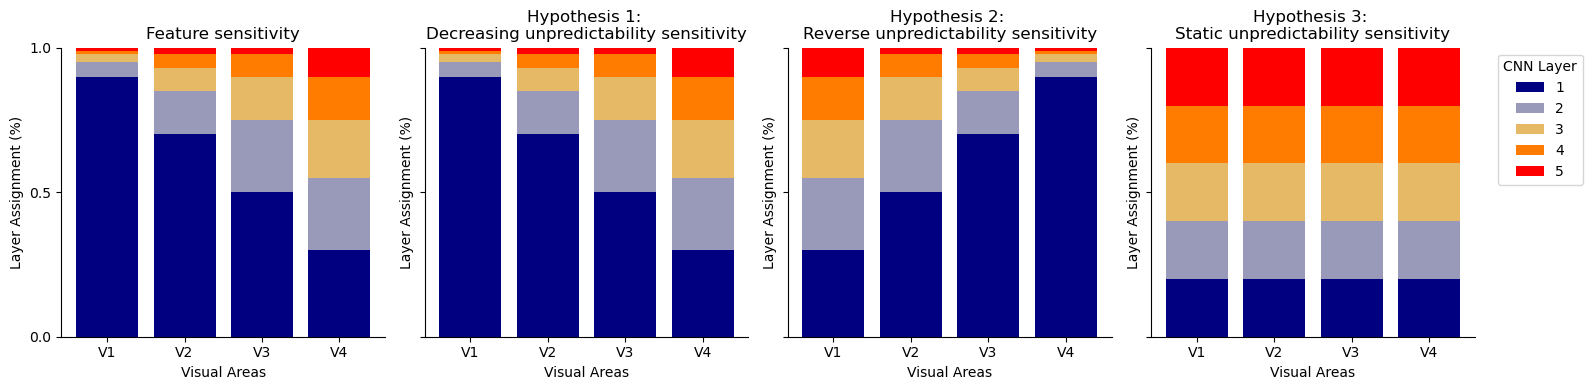 Feature sensitivity
Layer Assignment (%)
1.0
0.5
0.0
V1 V2 V3 V4
Visual Areas
Hypothesis 1:
Decreasing unpredictability sensitivity
Layer Assignment (%)
V1 V2 V3 V4
Visual Areas
Hypothesis 2:
Reverse unpredictability sensitivity
Layer Assignment (%)
V1 V2 V3 V4
Visual Areas
Hypothesis 3:
Static unpredictability sensitivity
Layer Assignment (%)
V1 V2 V3 V4
Visual Areas
CNN Layer
1
2
3
4
5